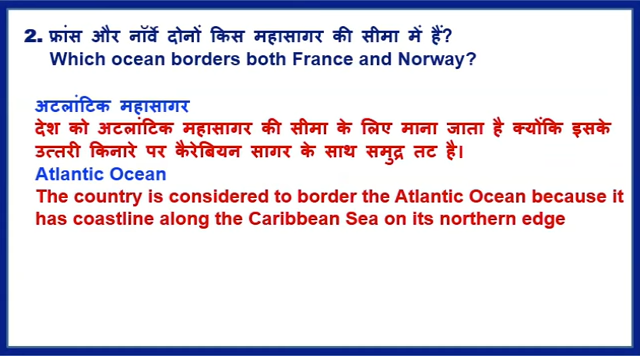 2. फ्रांस और नॉर्वे दोनों किस महासागर की सीमा में हैं?
Which ocean borders both France and Norway?
अटलांटिक महासागर
देश को अटलांटिक महासागर की सीमा के लिए माना जाता है क्योंकि इसके
उत्तरी किनारे पर कैरेबियन सागर के साथ समुद्र तट है।
Atlantic Ocean
The country is considered to border the Atlantic Ocean because it
has coastline along the Caribbean Sea on its northern edge